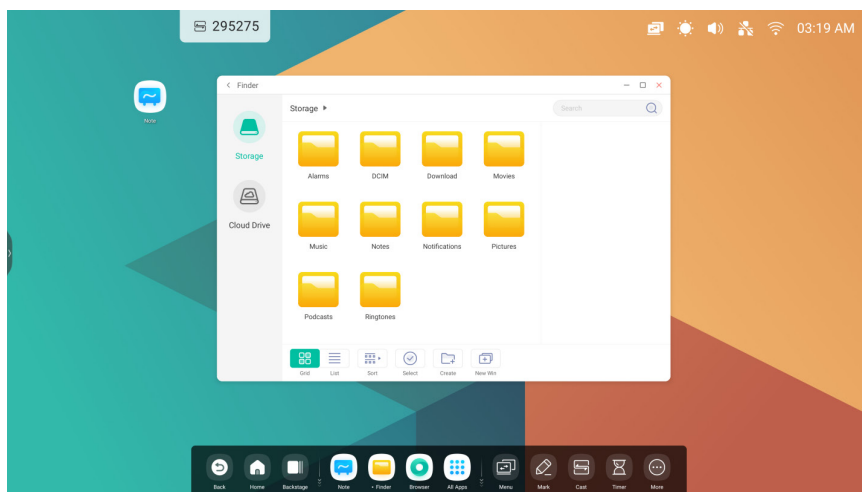 295275
03:19 AM
Note
Finder
Storage
Search
Storage
Cloud Drive
Alarms DCIM Download Movies
Music Notes Notifications Pictures
Podcasts Ringtones
Grid List Sort Select Create New Win
Back Home Backstage Note • Finder Browser All Apps Menu Mark Cast Timer More